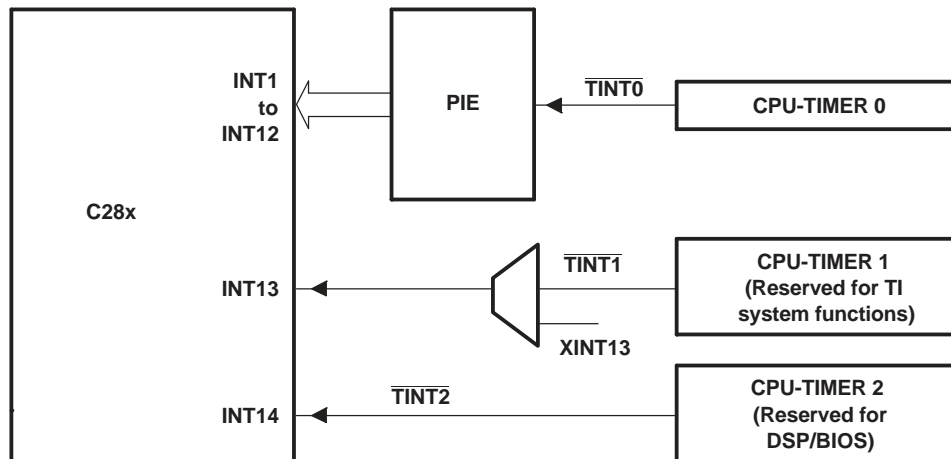 INT1
to
INT12
PIE
TINT0
CPU-TIMER 0
C28x
INT13
TINT1
XINT13
CPU-TIMER 1
(Reserved for TI
system functions)
INT14
TINT2
CPU-TIMER 2
(Reserved for
DSP/BIOS)